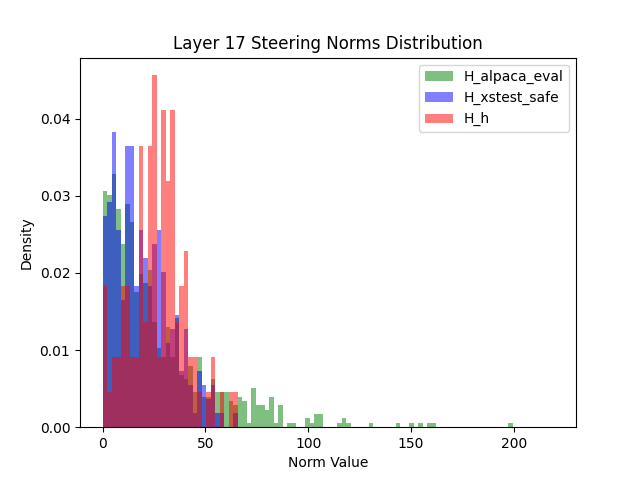 Layer 17 Steering Norms Distribution
H_alpaca_eval
H_xstest_safe
H_h
Density
0.04
0.03
0.02
0.01
0.00
0
50
100
150
200
Norm Value